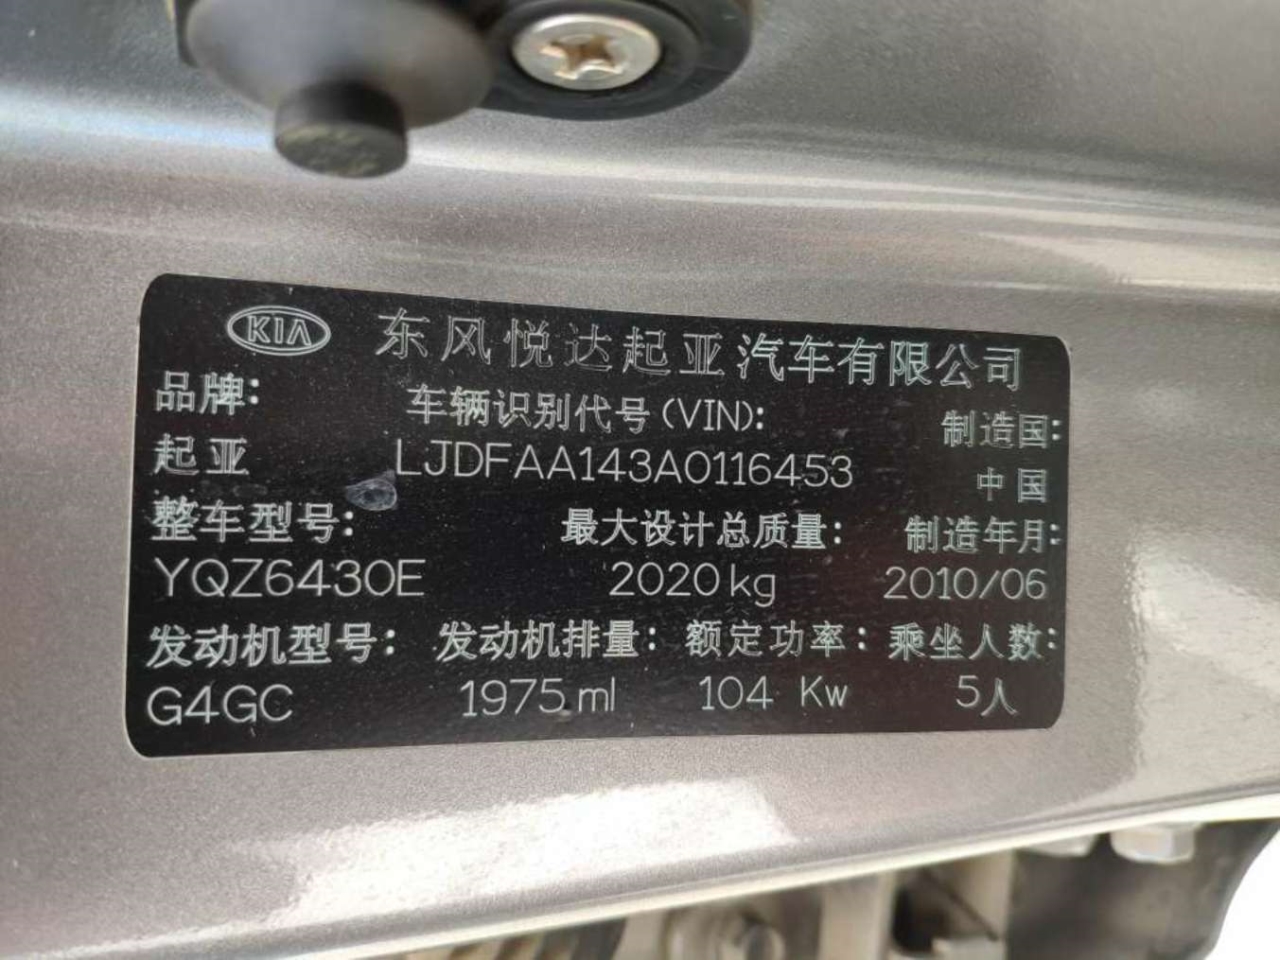 KIA 东风悦达起亚汽车有限公司
品牌: 车辆识别代号(VIN): 制造国:
起亚 LJDFAA143A0116453 中国
整车型号: 最大设计总质量: 制造年月:
YQZ6430E 2020kg 2010/06
发动机型号: 发动机排量: 额定功率: 乘坐人数:
G4GC 1975ml 104 Kw 5人